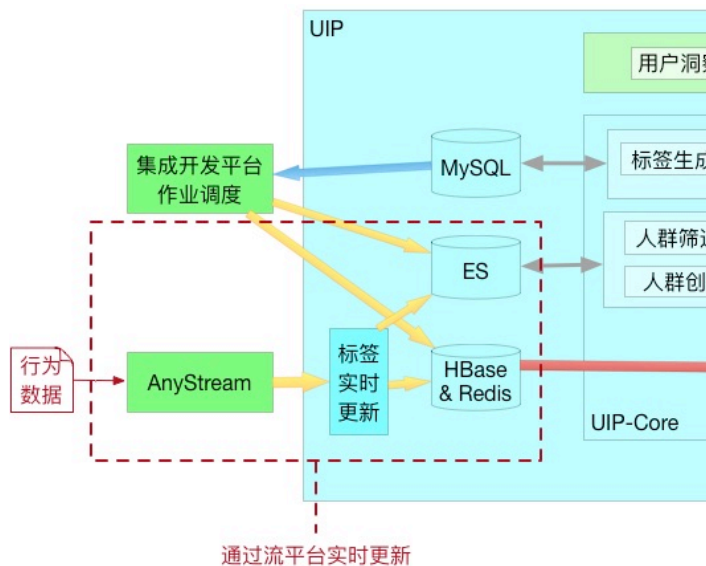 UIP
用户洞
集成开发平台
作业调度
MySQL
标签生成
ES
人群筛
人群创
行为
数据
AnyStream
标签
实时
更新
HBase
& Redis
UIP-Core
通过流平台实时更新